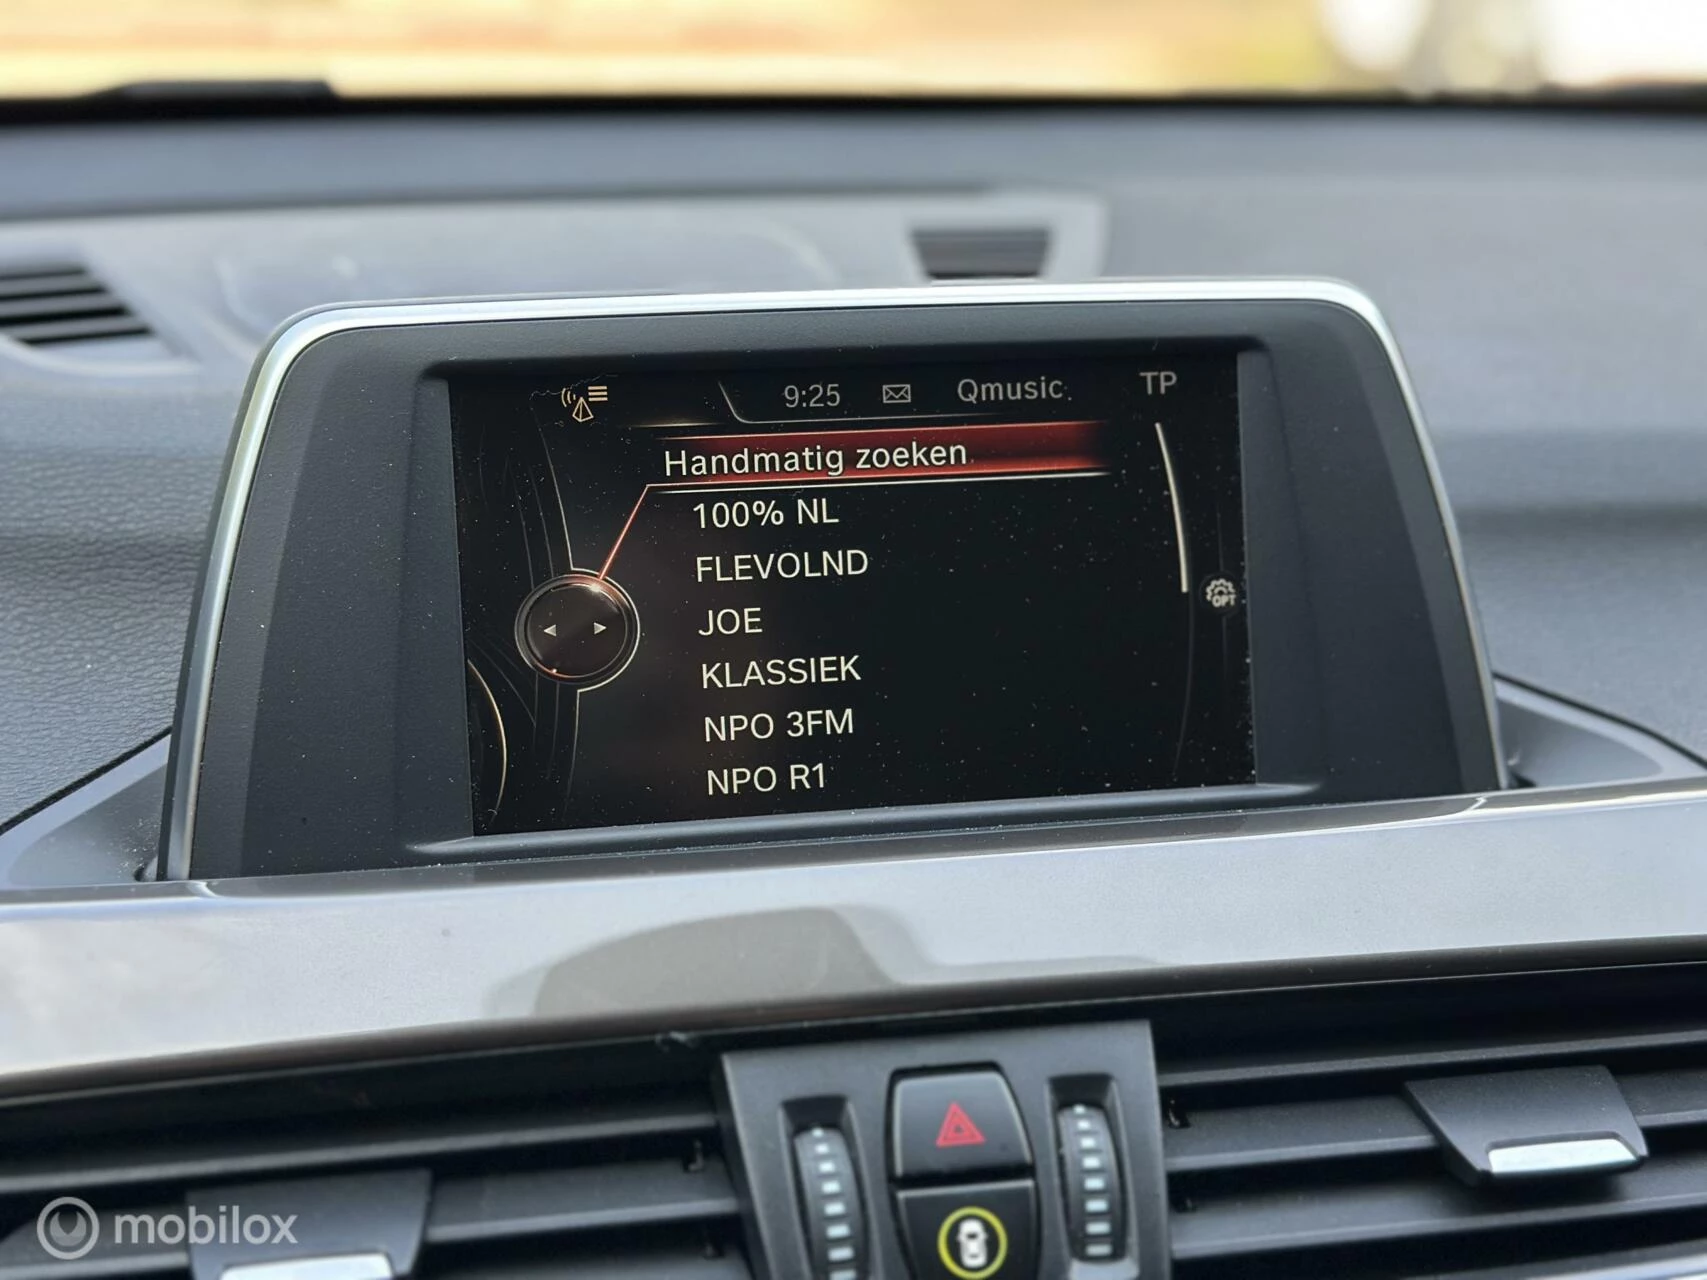 9:25 Qmusic TP
Handmatig zoeken
100% NL
FLEVOLND
JOE
KLASSIEK
NPO 3FM
NPO R1
OPT
mobilox